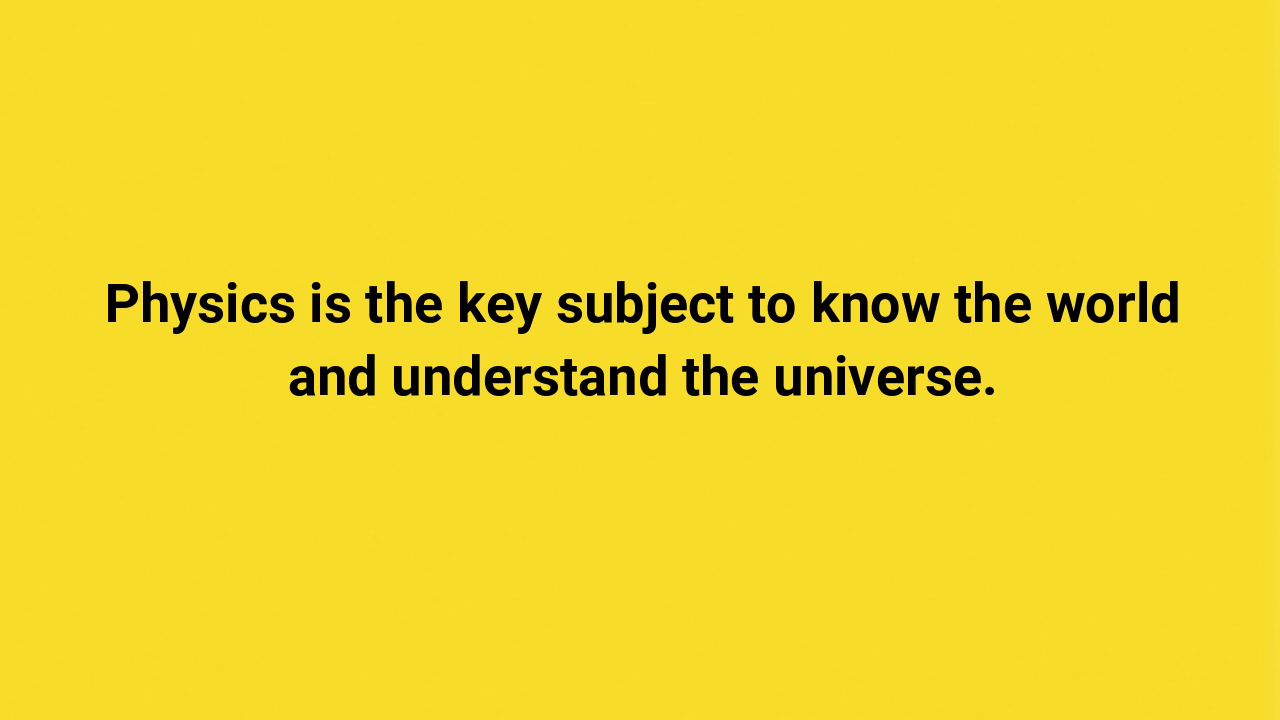 Physics is the key subject to know the world
and understand the universe.